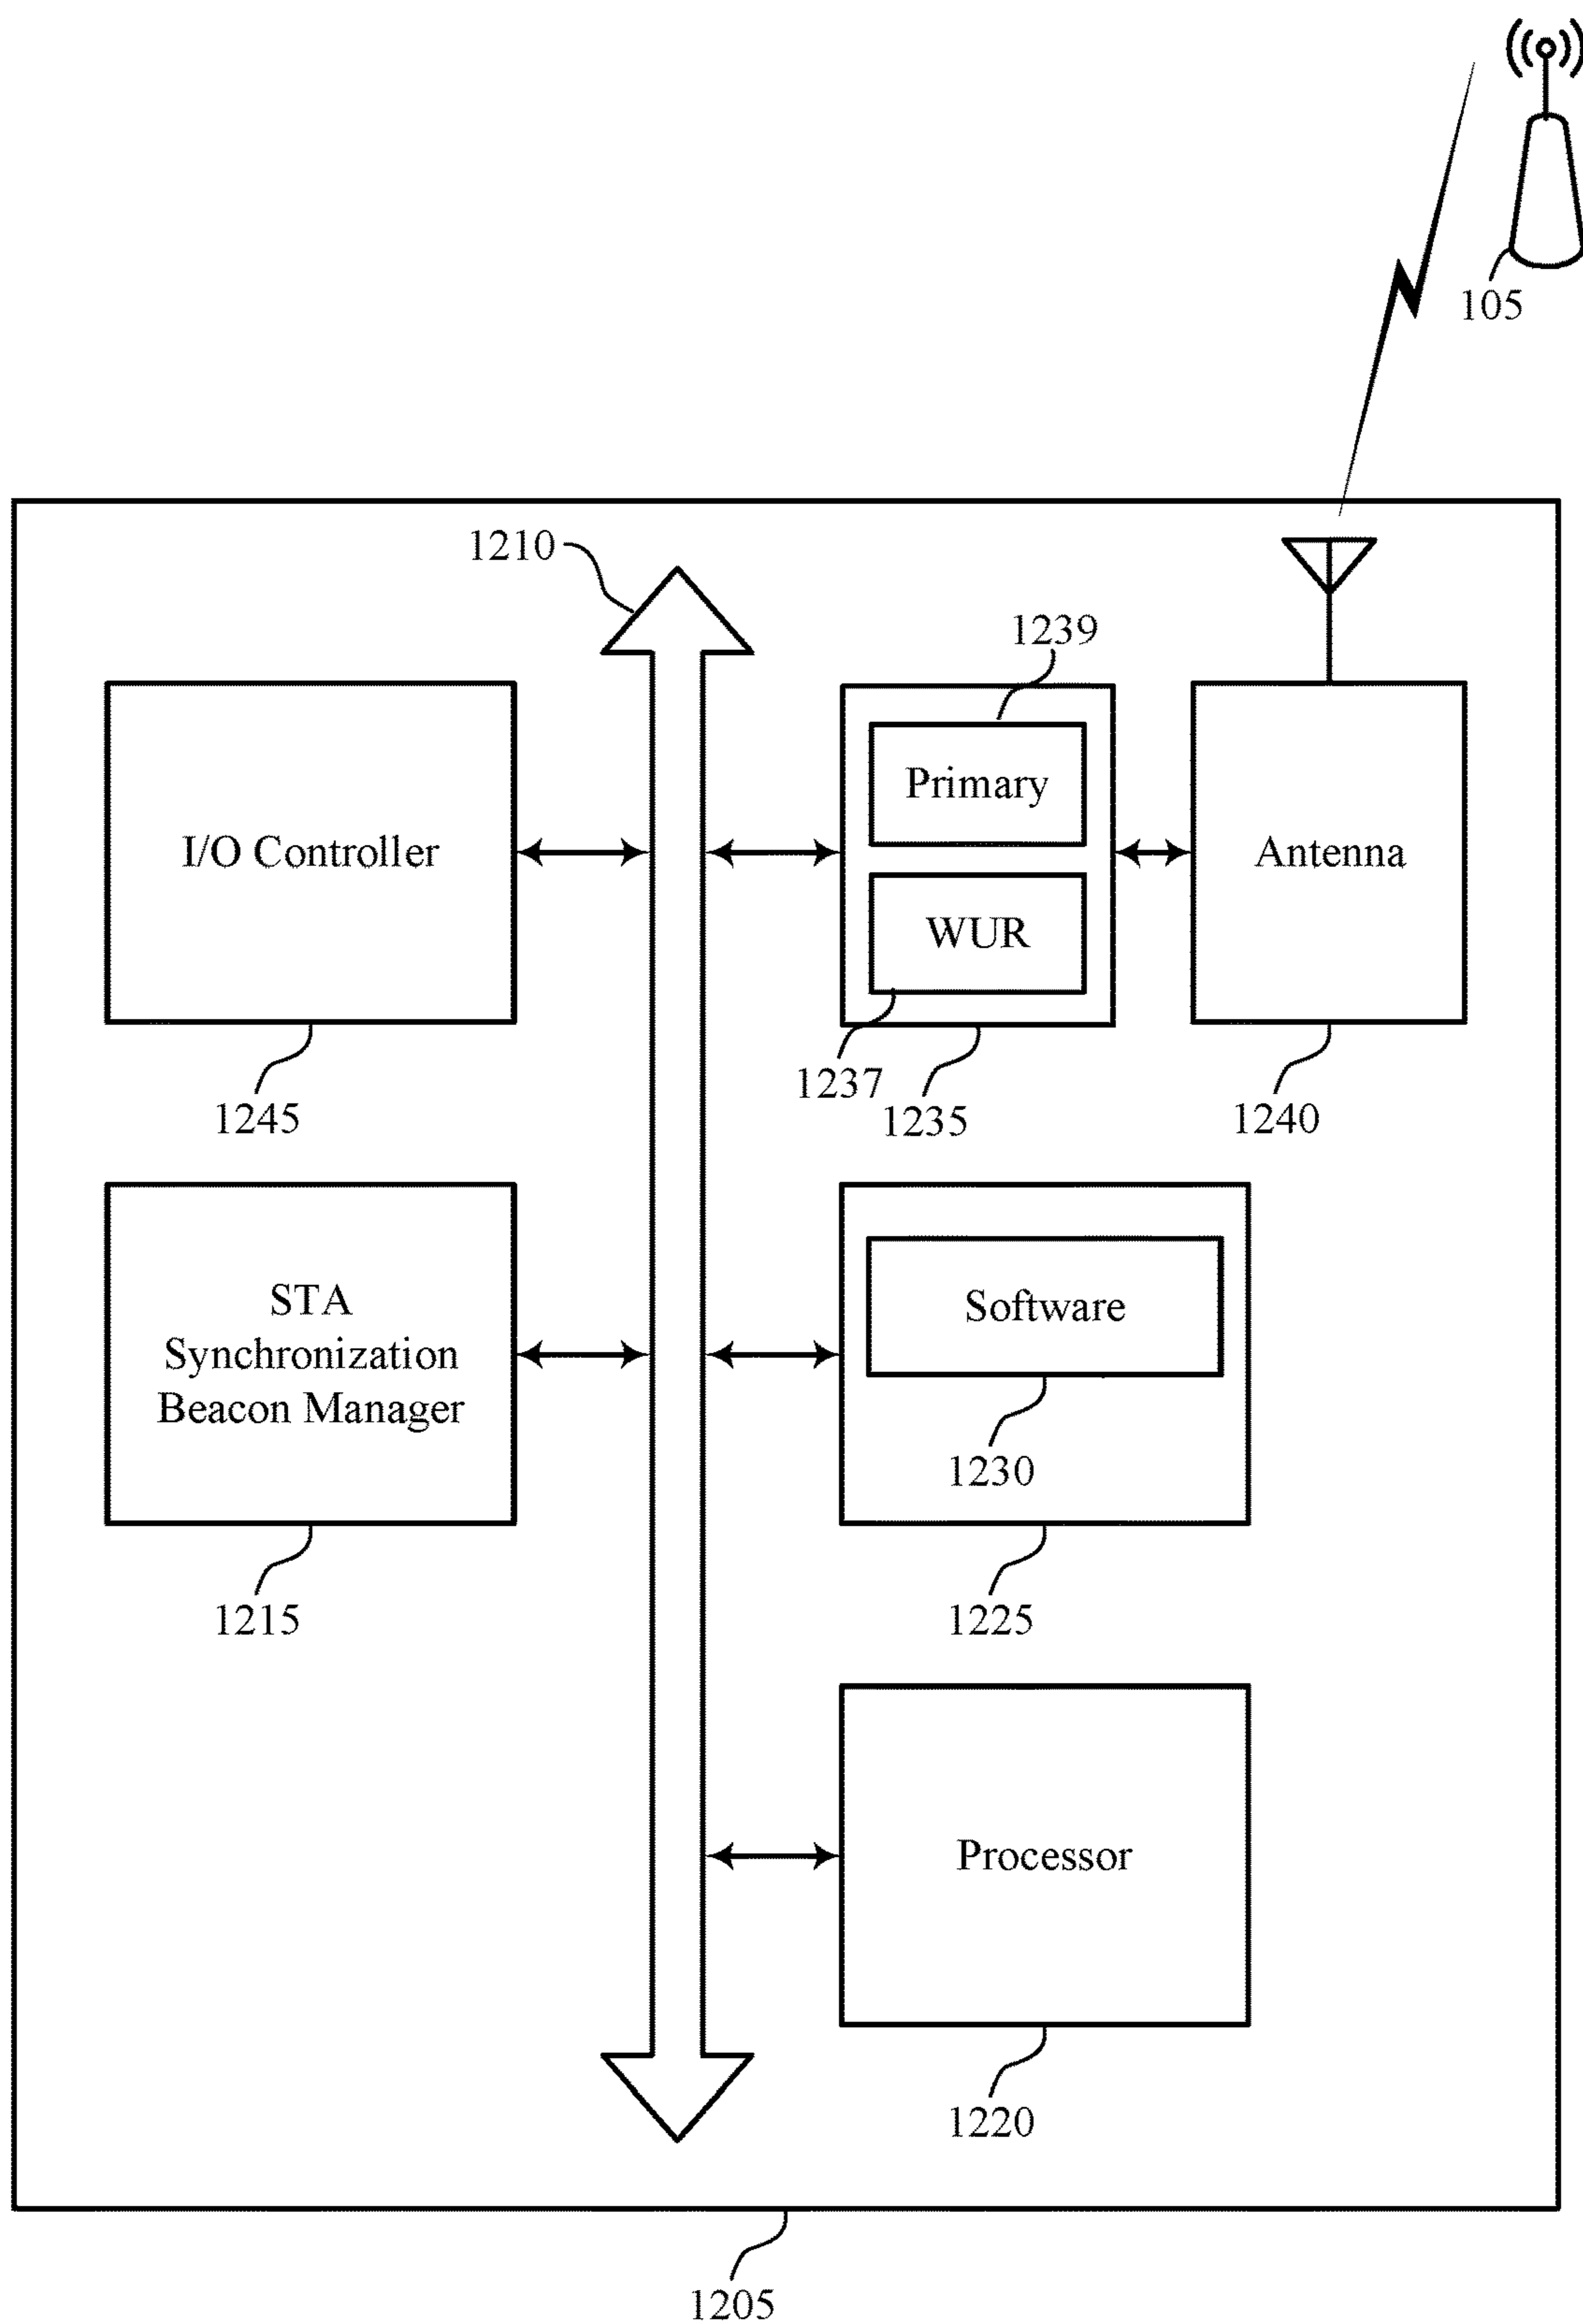 105
1210
1239
Primary
I/O Controller
Antenna
WUR
1237
1245
1235
1240
STA
Synchronization
Beacon Manager
Software
1230
1215
1225
Processor
1220
1205